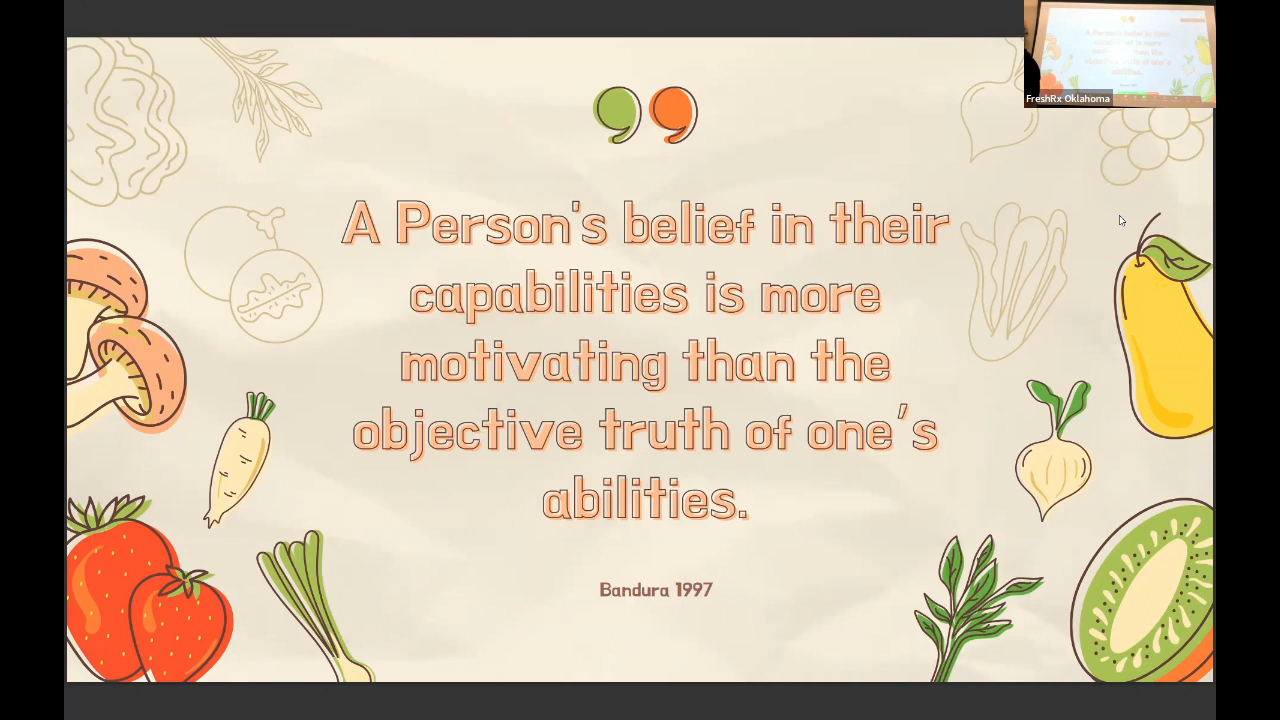 FreshRx Oklahoma
A Person's belief in their
capabilities is more
motivating than the
objective truth of one's
abilities.
Bandura 1997